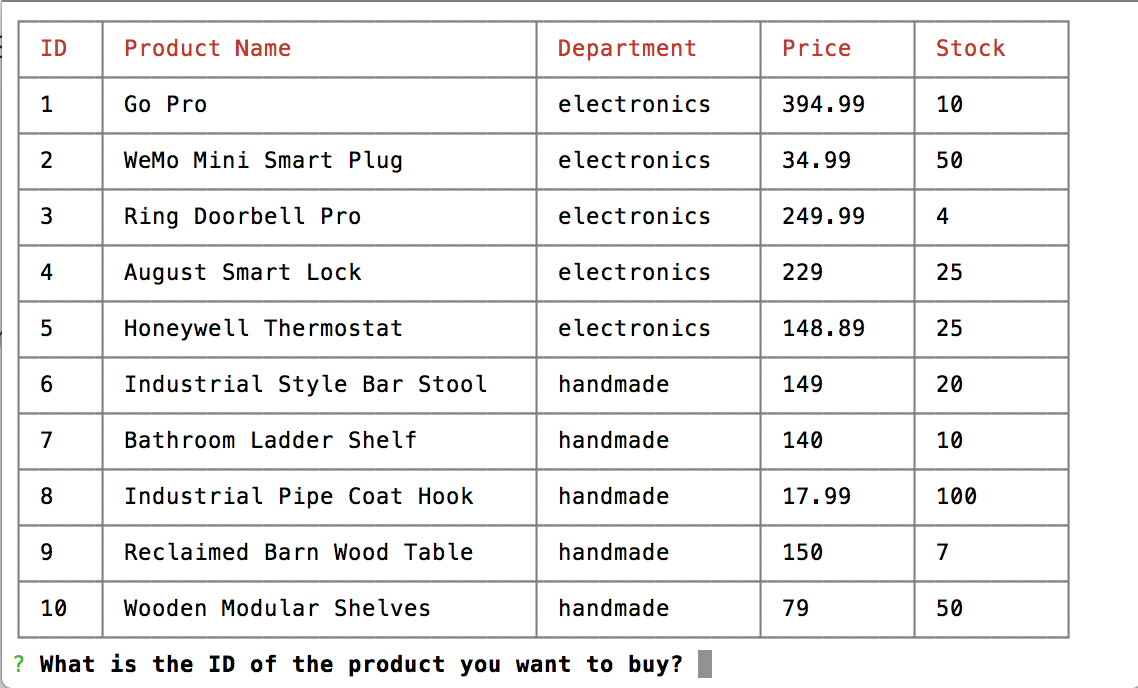 ID Product Name Department Price Stock
1 Go Pro electronics 394.99 10
2 WeMo Mini Smart Plug electronics 34.99 50
3 Ring Doorbell Pro electronics 249.99 4
4 August Smart Lock electronics 229 25
5 Honeywell Thermostat electronics 148.89 25
6 Industrial Style Bar Stool handmade 149 20
7 Bathroom Ladder Shelf handmade 140 10
8 Industrial Pipe Coat Hook handmade 17.99 100
9 Reclaimed Barn Wood Table handmade 150 7
10 Wooden Modular Shelves handmade 79 50
? What is the ID of the product you want to buy?